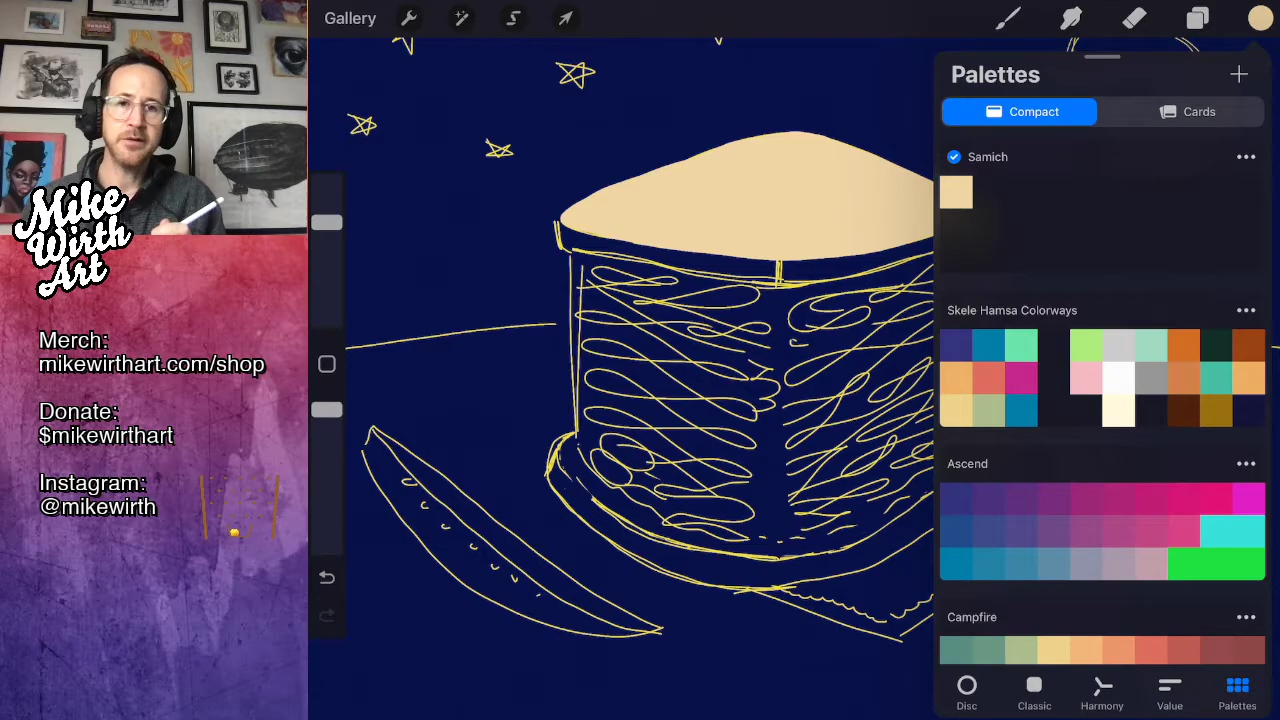 Gallery
Palettes
Compact
Cards
Samich
Skele Hamsa Colorways
Ascend
Campfire
Disc
Classic
Harmony
Value
Palettes
Mike
Wirth
Art
Merch:
mikewirthart.com/shop
Donate:
$mikewirthart
Instagram:
@mikewirth